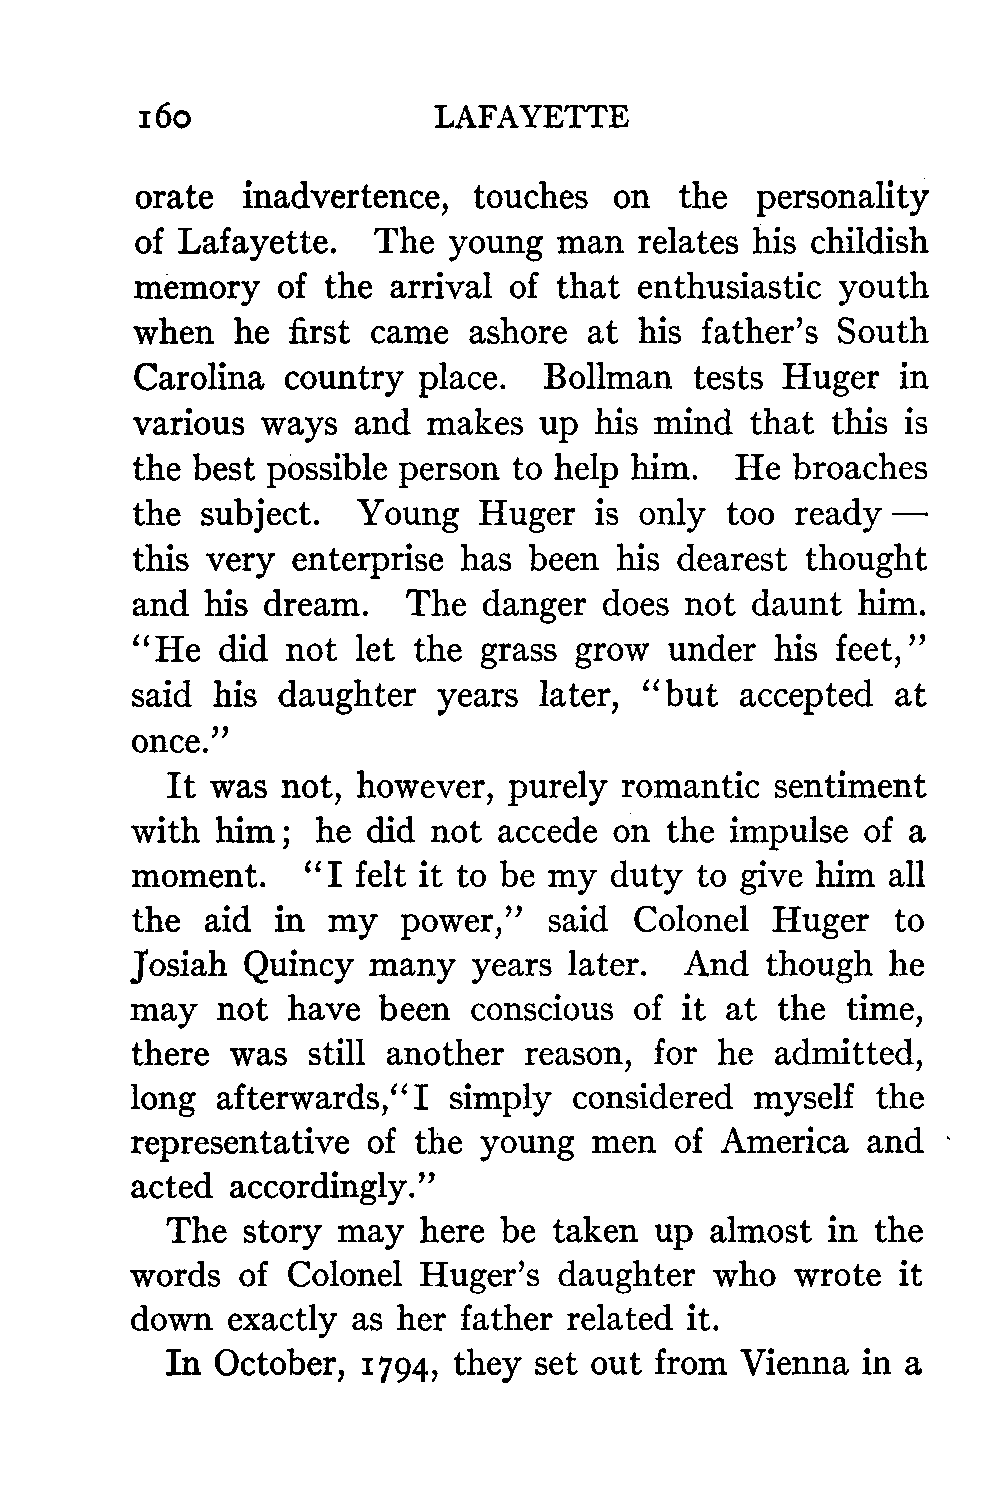 160 LAFAYETTE
orate inadvertence, touches on the personality
of Lafayette. The young man relates his childish
memory of the arrival of that enthusiastic youth
when he first came ashore at his father's South
Carolina country place. Bollman tests Huger in
various ways and makes up his mind that this is
the best possible person to help him. He broaches
the subject. Young Huger is only too ready —
this very enterprise has been his dearest thought
and his dream. The danger does not daunt him.
"He did not let the grass grow under his feet,"
said his daughter years later, "but accepted at
once."
It was not, however, purely romantic sentiment
with him; he did not accede on the impulse of a
moment. "I felt it to be my duty to give him all
the aid in my power," said Colonel Huger to
Josiah Quincy many years later. And though he
may not have been conscious of it at the time,
there was still another reason, for he admitted,
long afterwards,"I simply considered myself the
representative of the young men of America and
acted accordingly."
The story may here be taken up almost in the
words of Colonel Huger's daughter who wrote it
down exactly as her father related it.
In October, 1794, they set out from Vienna in a